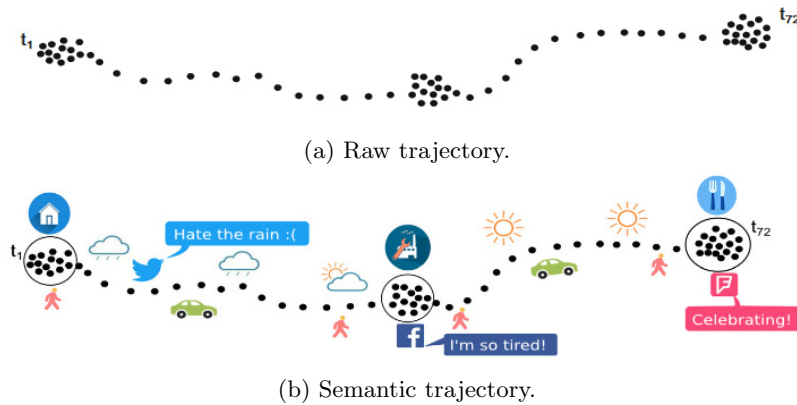 t1
t72
(a) Raw trajectory.
Hate the rain :(
t1
t72
I'm so tired!
Celebrating!
(b) Semantic trajectory.